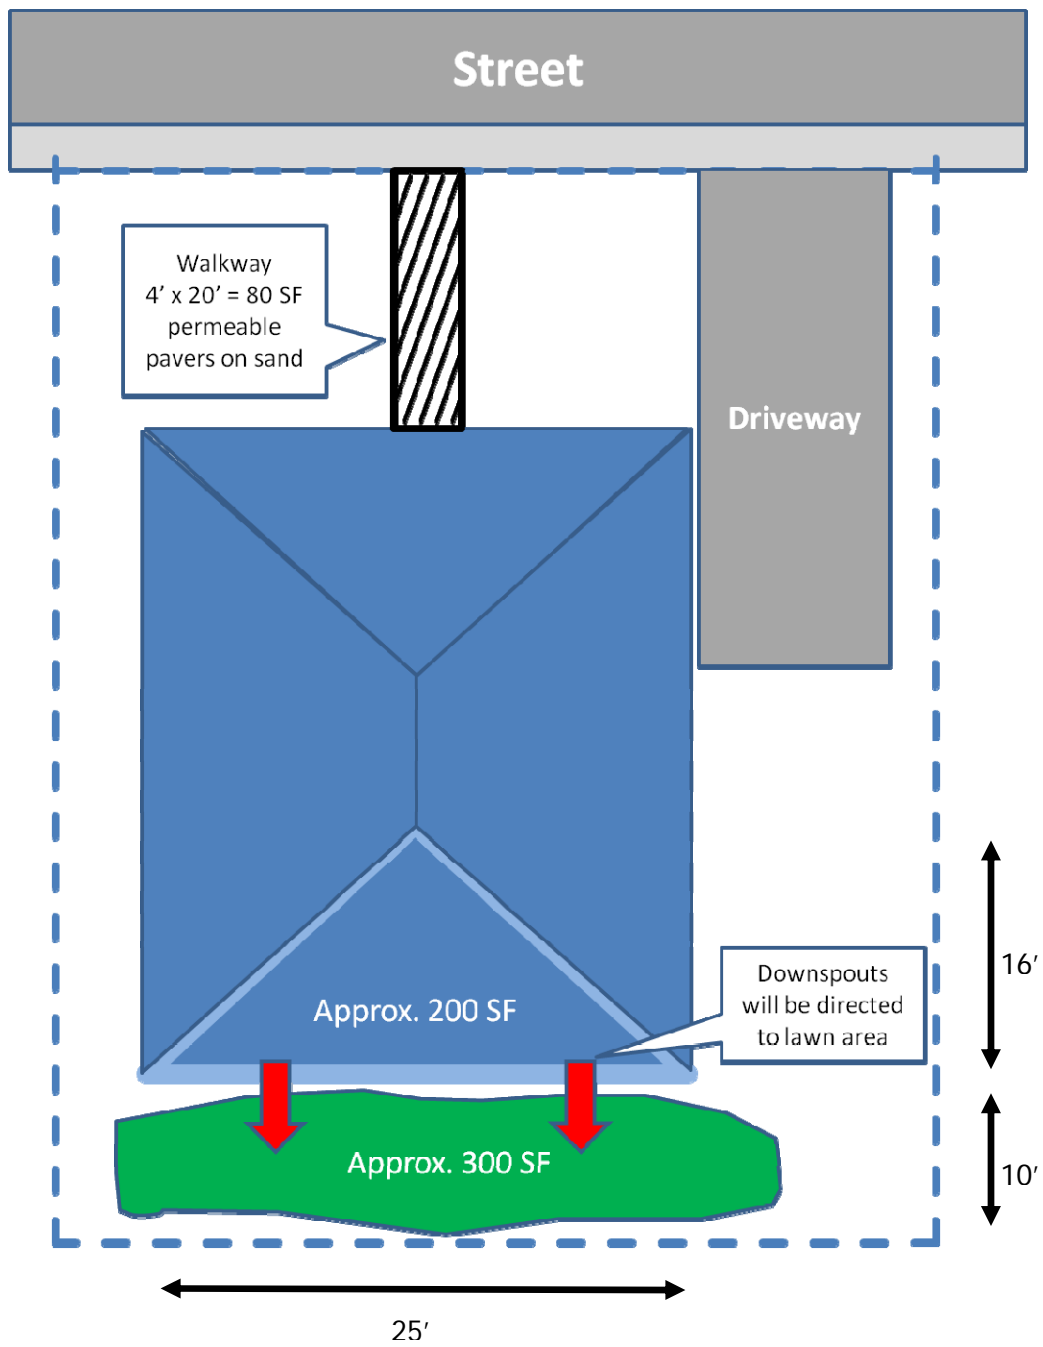 Street
Walkway
4’ x 20’ = 80 SF
permeable
pavers on sand
Driveway
16’
Downspouts
will be directed
to lawn area
Approx. 200 SF
Approx. 300 SF
10’
25’